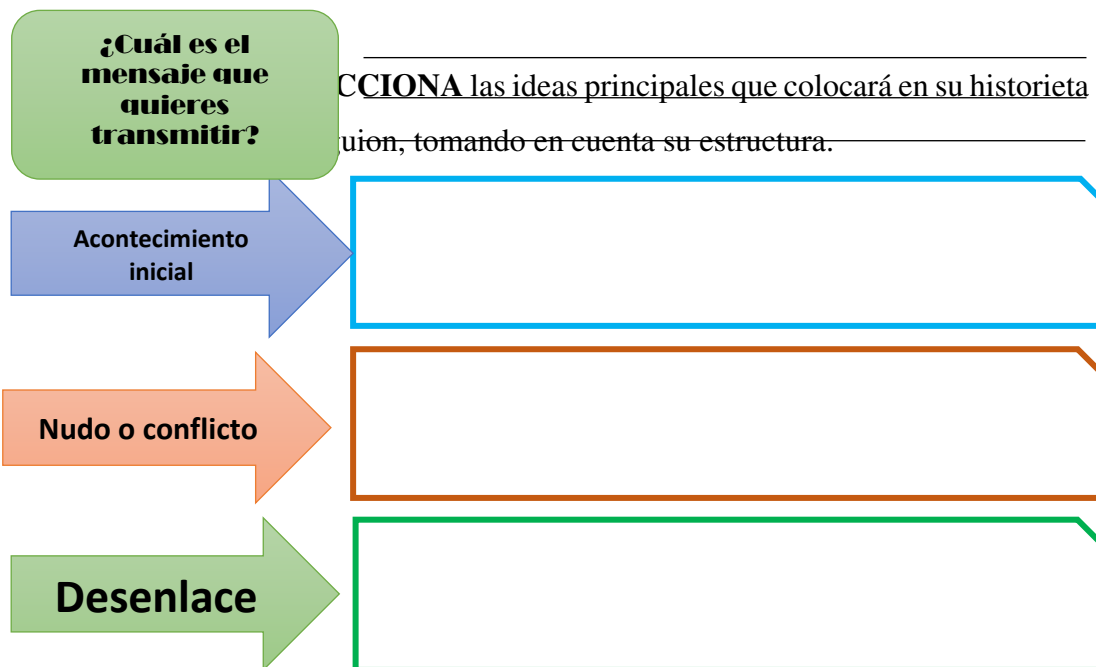 ¿Cuál es el
mensaje que
quieres
transmitir?
CCIONA las ideas principales que colocará en su historieta
uion, tomando en cuenta su estructura.
Acontecimiento
inicial
Nudo o conflicto
Desenlace